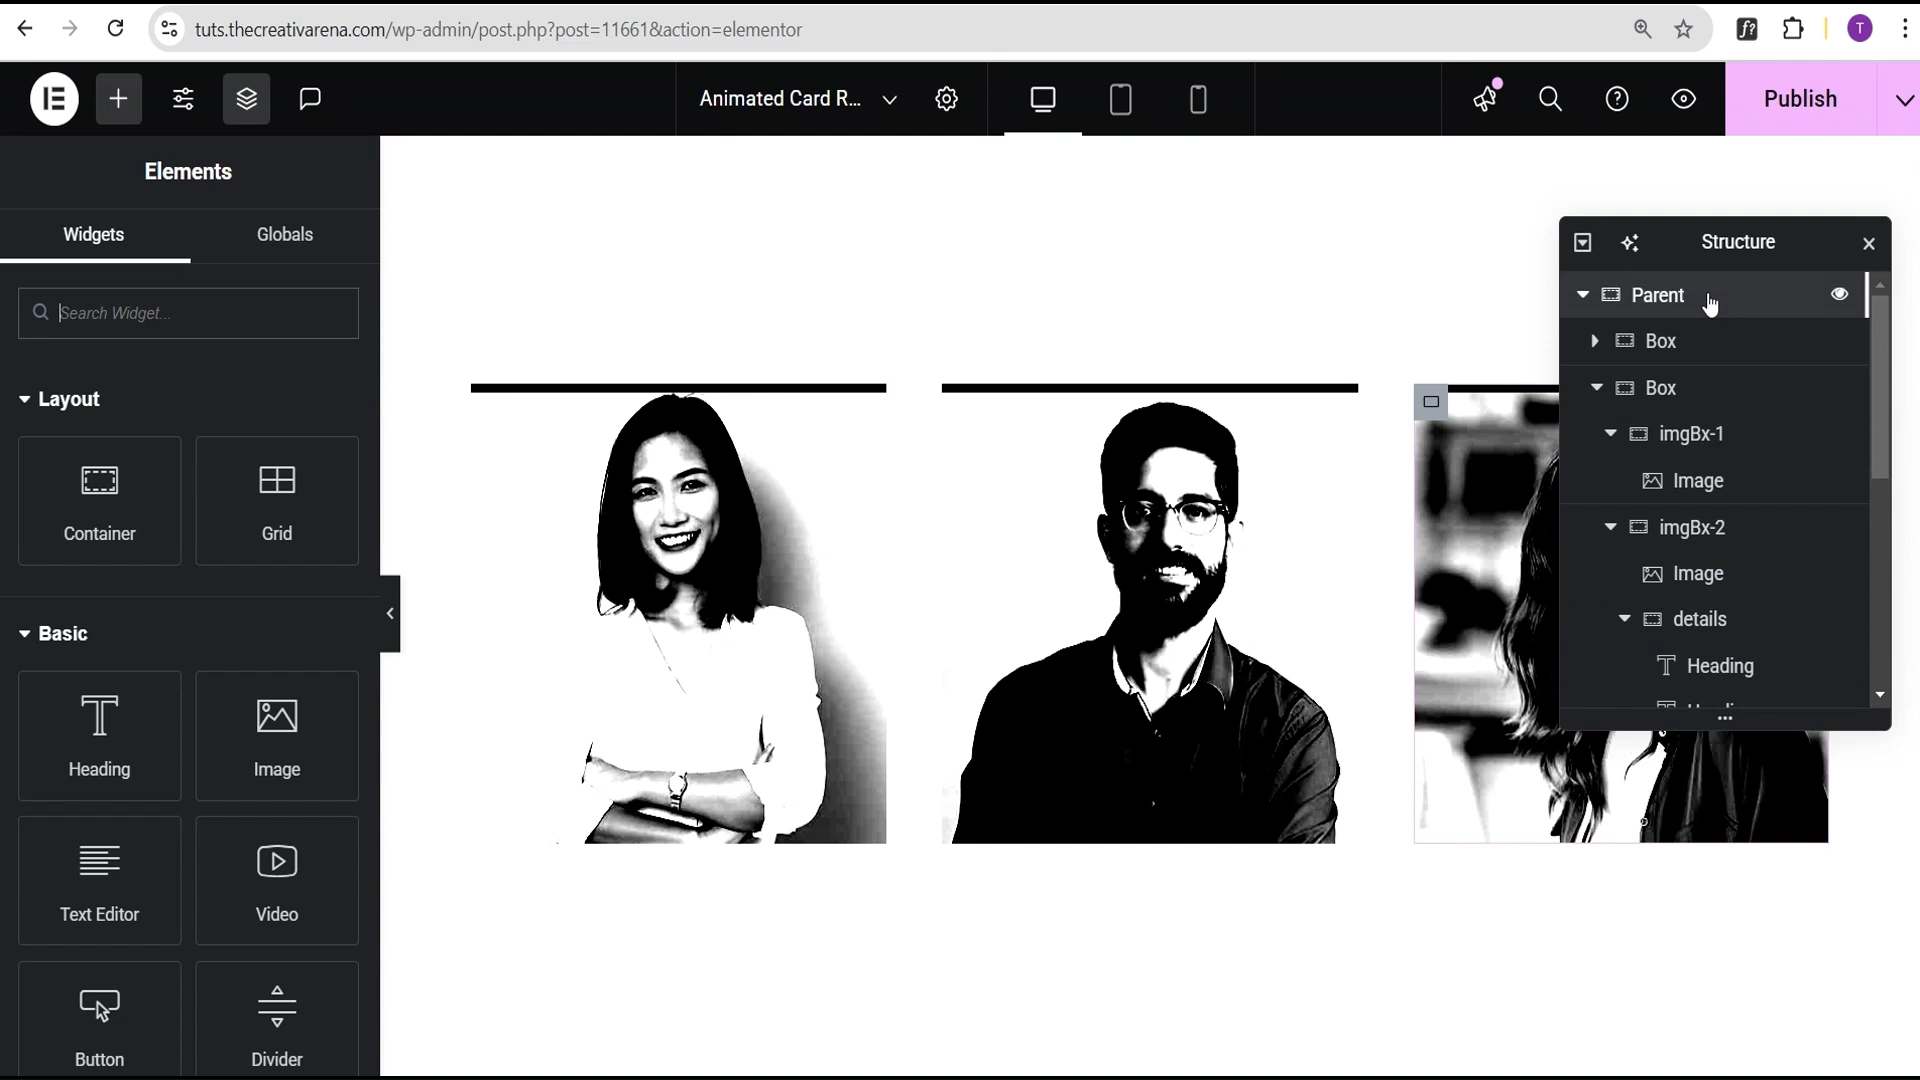 tuts.thecreativarena.com/wp-admin/post.php?post=11661&action=elementor
f?
T
Animated Card R...
Publish
Elements
Widgets
Globals
Search Widget...
Layout
Container
Grid
Basic
Heading
Image
Text Editor
Video
Button
Divider
Structure
Parent
Box
Box
imgBx-1
Image
imgBx-2
Image
details
Heading